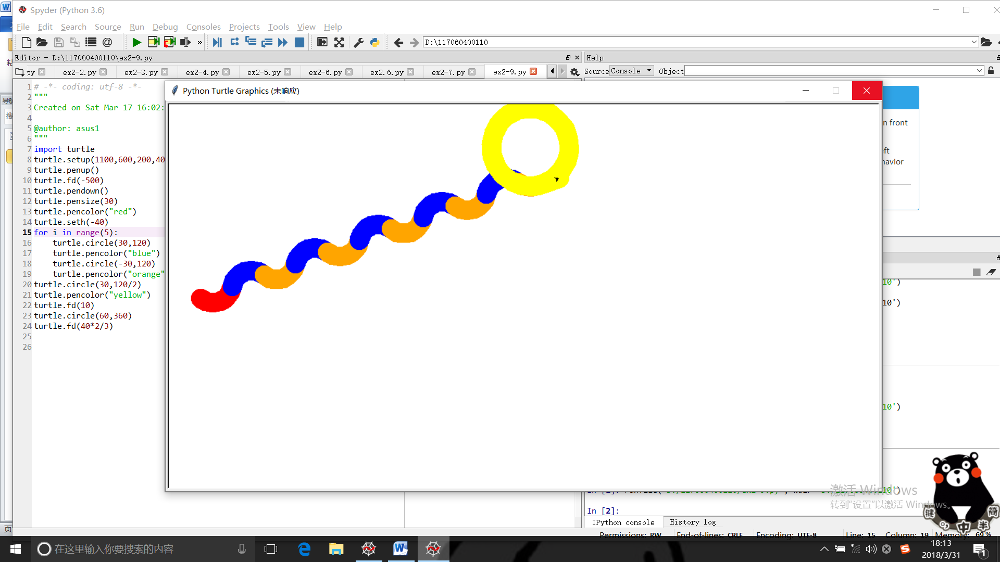 Spyder (Python 3.6)
File Edit Search Source Run Debug Consoles Projects Tools View Help
D:\117060400110
Editor - D:\117060400110\ex2-9.py
Help
py ex2-2.py ex2-3.py ex2-4.py ex2-5.py ex2-6.py ex2.6.py ex2-7.py ex2-9.py
Source Console Object
Python Turtle Graphics (未响应)
1 # -*- coding: utf-8 -*-
2 """
3 Created on Sat Mar 17 16:02:
4
5 @author: asus1
6 """
7 import turtle
8 turtle.setup(1100,600,200,40
9 turtle.penup()
10 turtle.fd(-500)
11 turtle.pendown()
12 turtle.pensize(30)
13 turtle.pencolor("red")
14 turtle.seth(-40)
15 for i in range(5):
16 turtle.circle(30,120)
17 turtle.pencolor("blue")
18 turtle.circle(-30,120)
19 turtle.pencolor("orange"
20 turtle.circle(30,120/2)
21 turtle.pencolor("yellow")
22 turtle.fd(10)
23 turtle.circle(60,360)
24 turtle.fd(40*2/3)
25
26
n front
eft
havior
10')
10')
10')
10')
激活 Windows
转到“设置”以激活 Windows。
In [2]:
IPython console History log
Permissions: RW End-of-lines: CRLF Encoding: UTF-8 Line: 15 Column: 19 Memory: 69%
键 中 半 简
在这里输入你要搜索的内容
18:13
2018/3/31
1